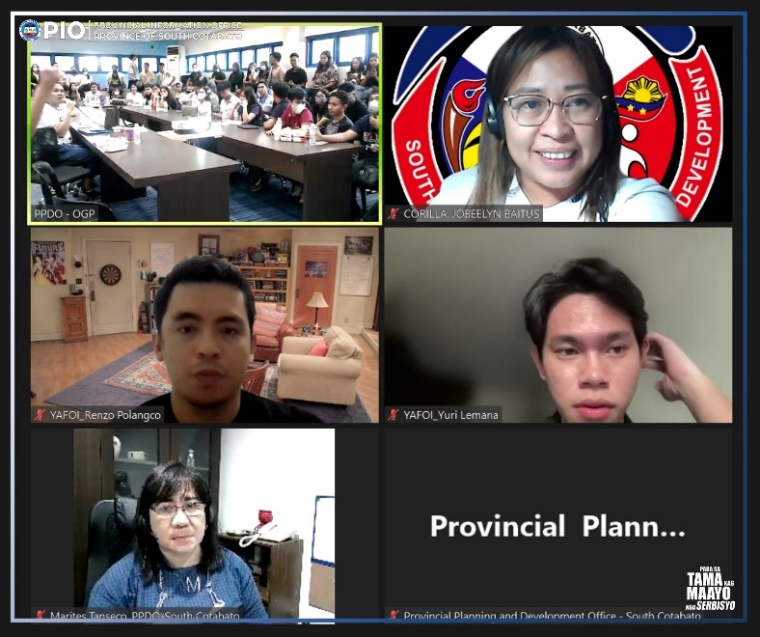 PIO
PROVINCIAL INFORMATION OFFICE
PROVINCE OF SOUTH COTABATO
PPDO - OGP
SOUTH
DEVELOPMENT
CORILLA, JOBEELYN BAITUS
YAFOI_Renzo Polangco
YAFOI_Yuri Lemana
M
Marites Tanseco, PPDO-South Cotabato
Provincial Plann...
Provincial Planning and Development Office - South Cotabato
PARA SA
TAMA KAG
MAAYO
NGA SERBISYO